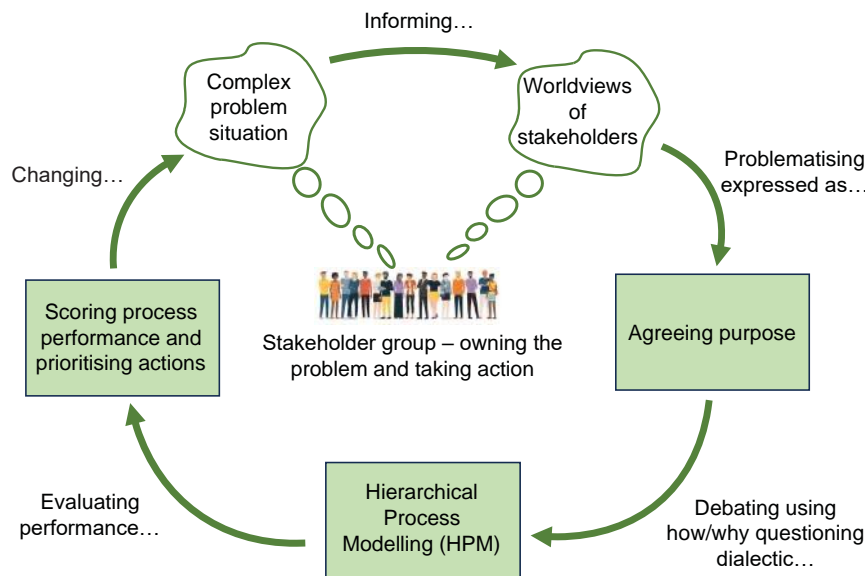 Informing…
Complex
problem
situation
Worldviews
of
stakeholders
Changing…
Problematising
expressed as…
Scoring process
performance and
prioritising actions
Stakeholder group – owning the
problem and taking action
Agreeing purpose
Evaluating
performance…
Hierarchical
Process
Modelling (HPM)
Debating using
how/why questioning
dialectic…